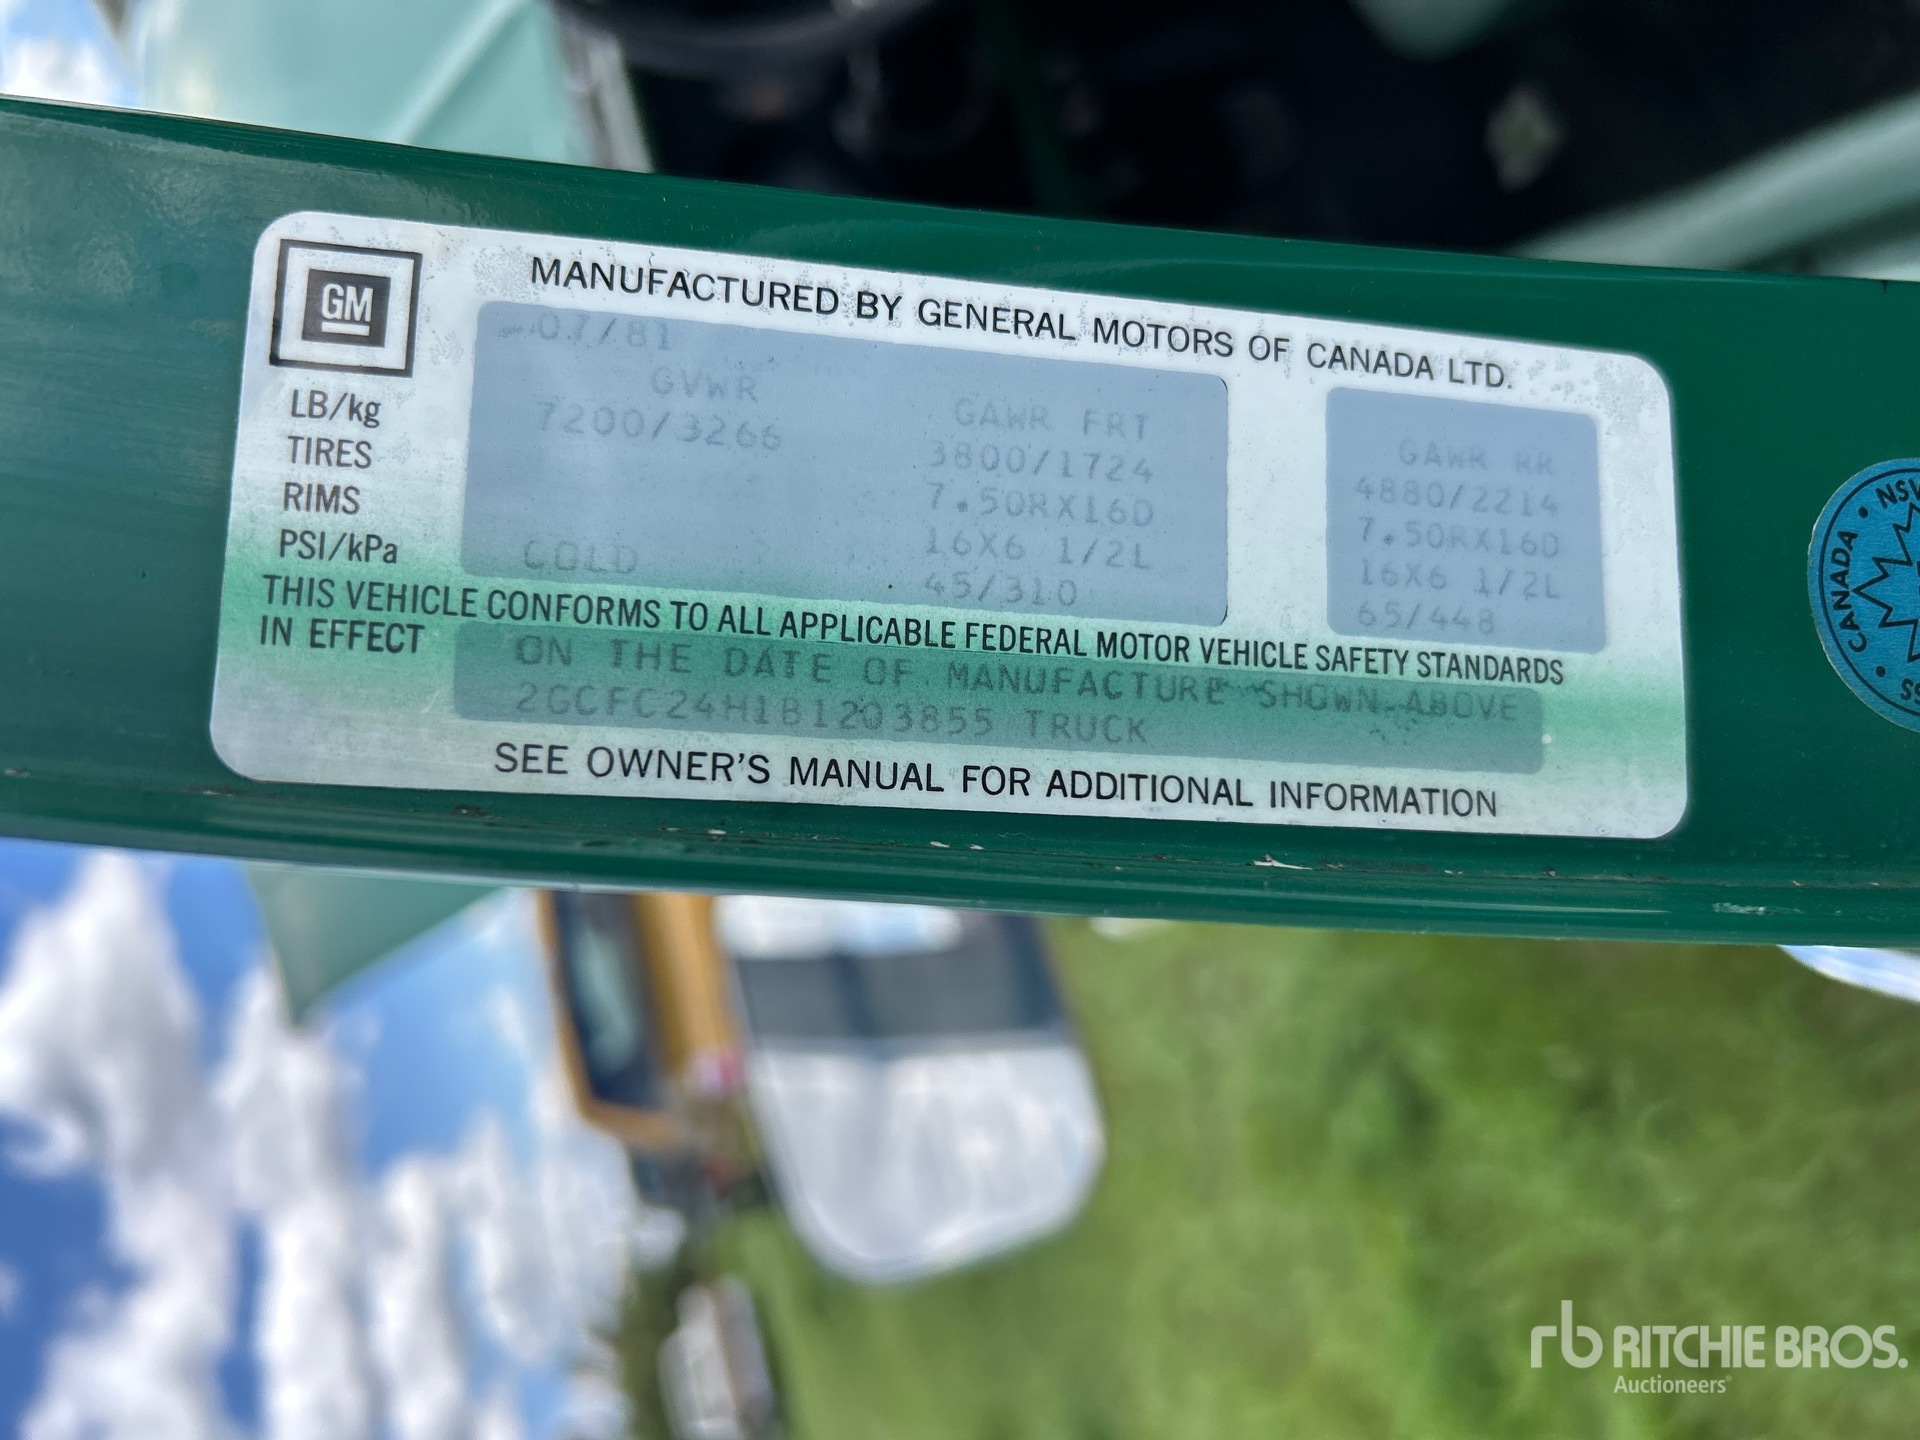 GM
MANUFACTURED BY GENERAL MOTORS OF CANADA LTD.
07/81
GVWR GAWR FRT GAWR RR
LB/kg 7200/3266 3800/1724 4880/2214
TIRES 7.50RX16D 7.50RX16D
RIMS 16X6 1/2L 16X6 1/2L
PSI/kPa COLD 45/310 65/448
THIS VEHICLE CONFORMS TO ALL APPLICABLE FEDERAL MOTOR VEHICLE SAFETY STANDARDS
IN EFFECT ON THE DATE OF MANUFACTURE SHOWN ABOVE
2GCFC24H1B1203855 TRUCK
SEE OWNER'S MANUAL FOR ADDITIONAL INFORMATION
CANADA •
rb RITCHIE BROS.
Auctioneers